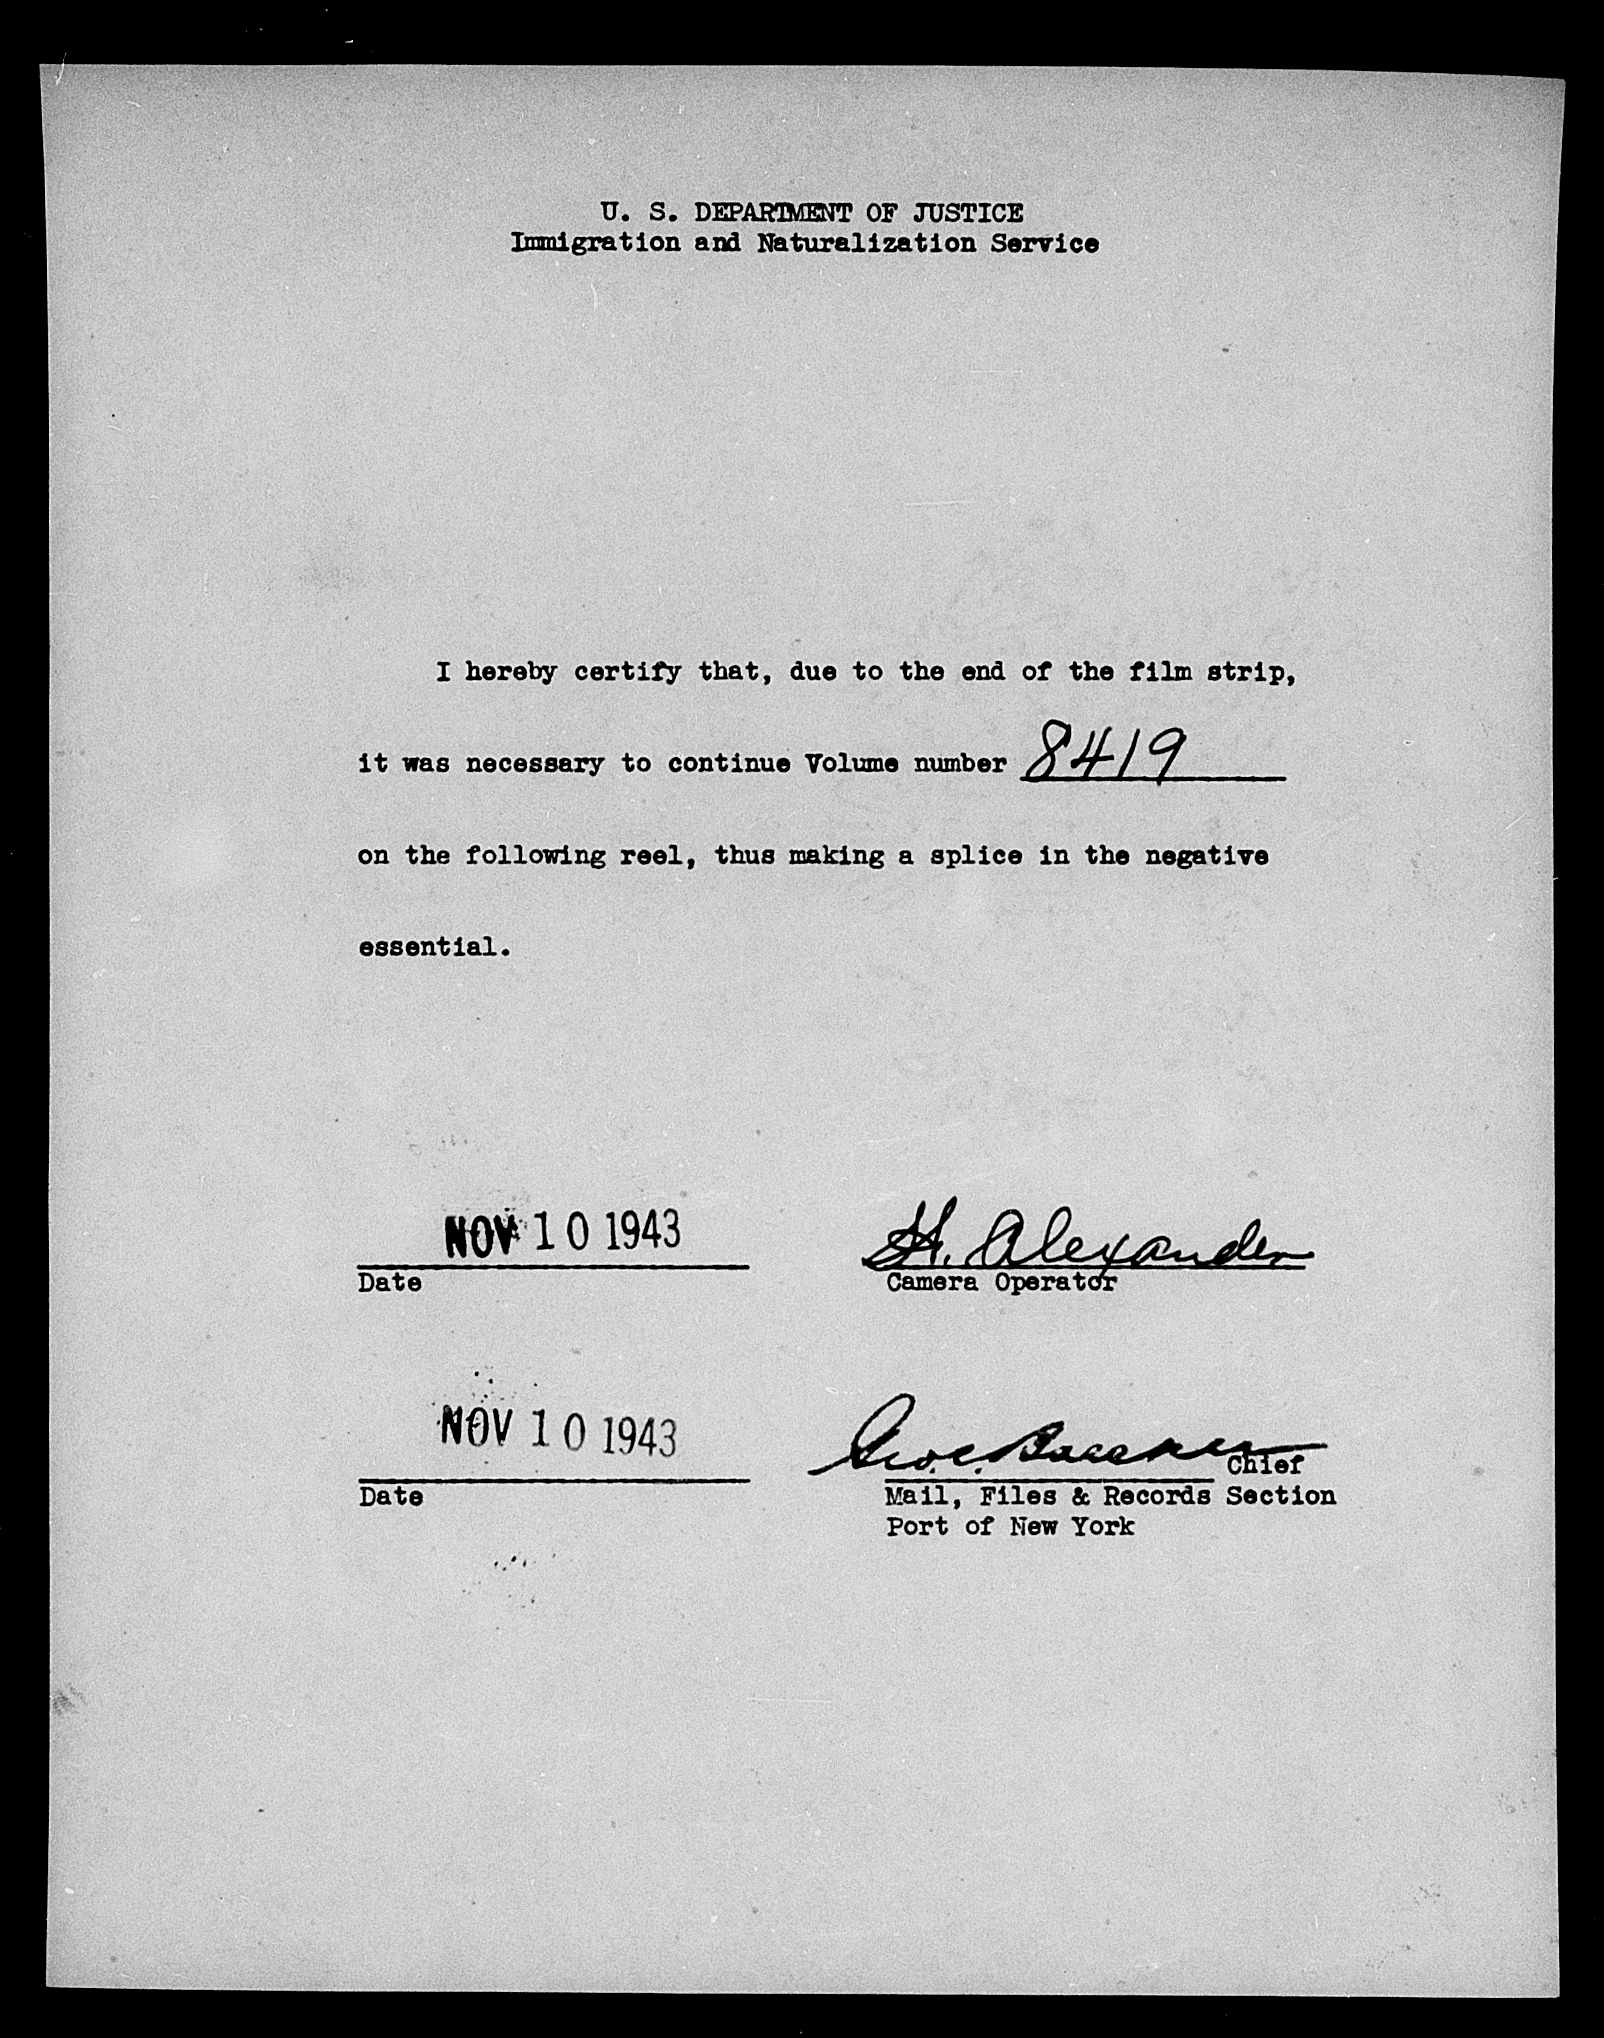 U. S. DEPARTMENT OF JUSTICE
Immigration and Naturalization Service
I hereby certify that, due to the end of the film strip,
it was necessary to continue Volume number 8419
on the following reel, thus making a splice in the negative
essential.
NOV 10 1943
H. Alexander
Date
Camera Operator
NOV 10 1943
Chief
Date
Mail, Files & Records Section
Port of New York